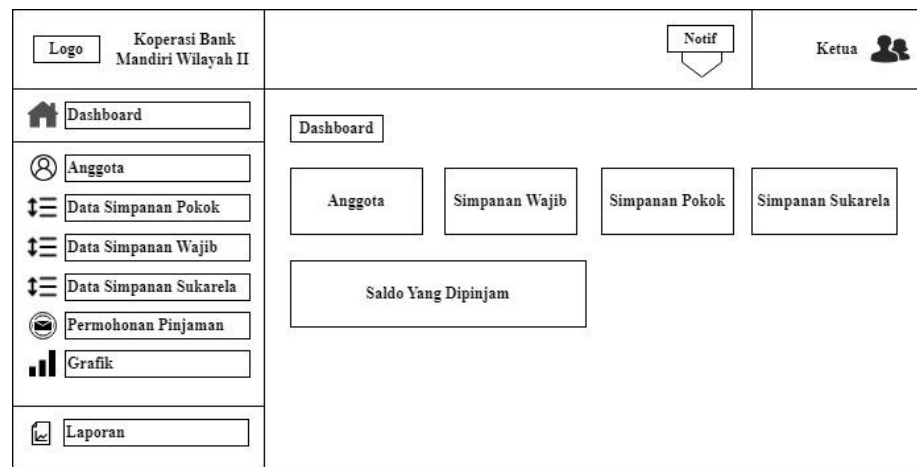 Logo
Koperasi Bank
Mandiri Wilayah II
Notif
Ketua
Dashboard
Anggota
Data Simpanan Pokok
Data Simpanan Wajib
Data Simpanan Sukarela
Permohonan Pinjaman
Grafik
Laporan
Dashboard
Anggota
Simpanan Wajib
Simpanan Pokok
Simpanan Sukarela
Saldo Yang Dipinjam